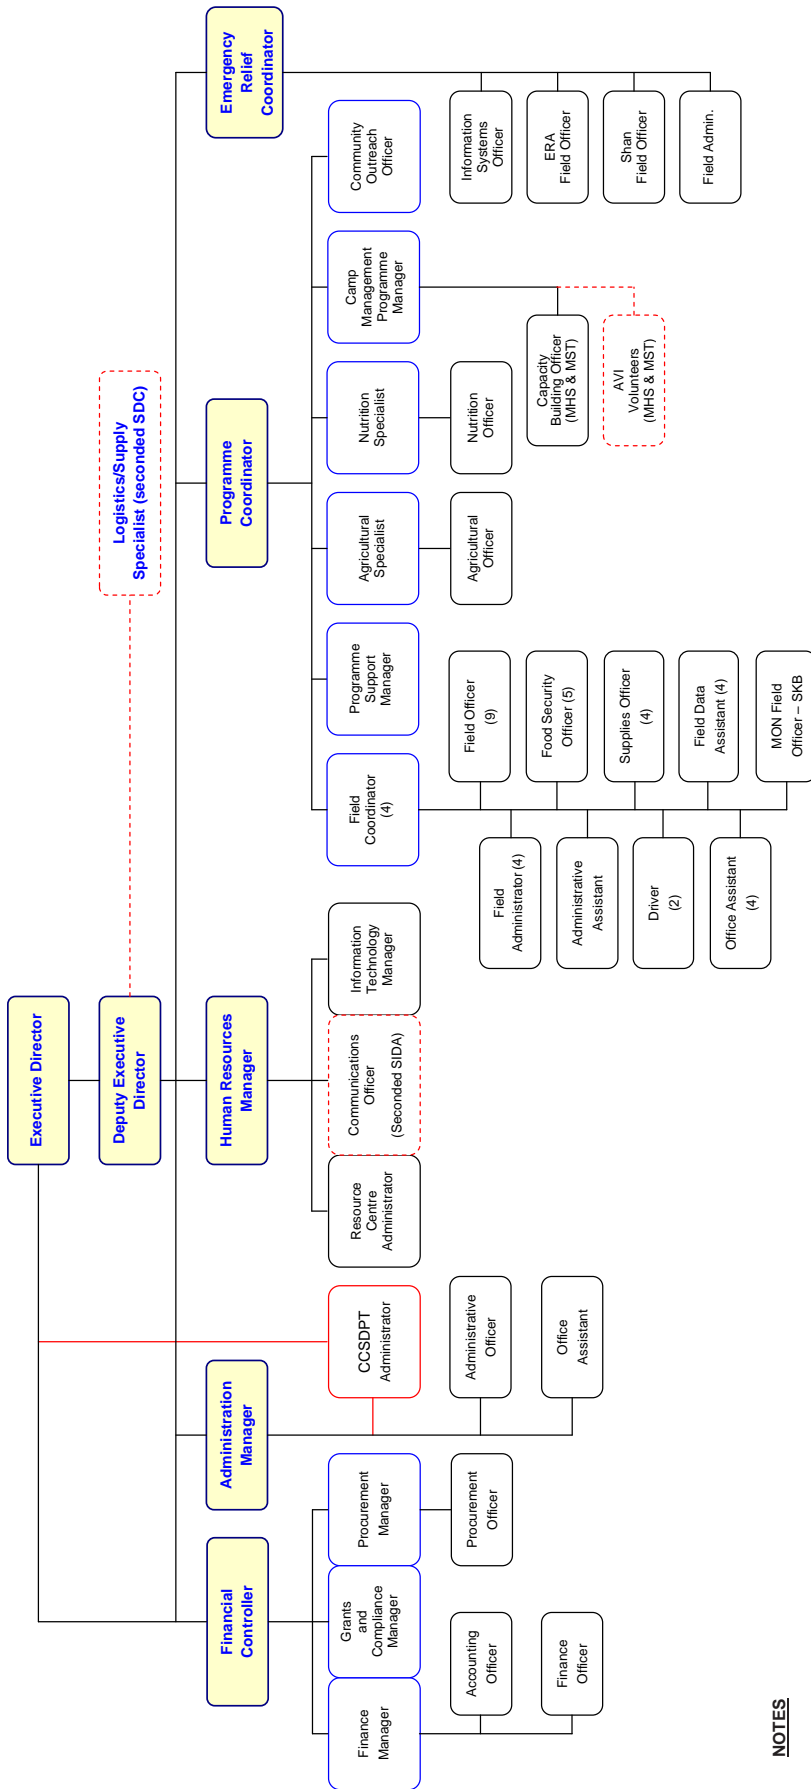 Executive Director
Deputy Executive
Director
Logistics/Supply
Specialist (seconded SDC)
Financial
Controller
Administration
Manager
Human Resources
Manager
Programme
Coordinator
Emergency
Relief
Coordinator
Finance
Manager
Grants
and
Compliance
Manager
Procurement
Manager
CCSDPT
Administrator
Resource
Centre
Administrator
Communications
Officer
(Seconded SIDA)
Information
Technology
Manager
Field
Coordinator
(4)
Programme
Support
Manager
Agricultural
Specialist
Nutrition
Specialist
Camp
Management
Programme
Manager
Community
Outreach
Officer
Accounting
Officer
Finance
Officer
Procurement
Officer
Administrative
Officer
Office
Assistant
Field
Administrator (4)
Administrative
Assistant
Driver
(2)
Office Assistant
(4)
Field Officer
(9)
Food Security
Officer (5)
Supplies Officer
(4)
Field Data
Assistant (4)
MON Field
Officer – SKB
Agricultural
Officer
Nutrition
Officer
Capacity
Building Officer
(MHS & MST)
AVI
Volunteers
(MHS & MST)
Information
Systems
Officer
ERA
Field Officer
Shan
Field Officer
Field Admin.
NOTES